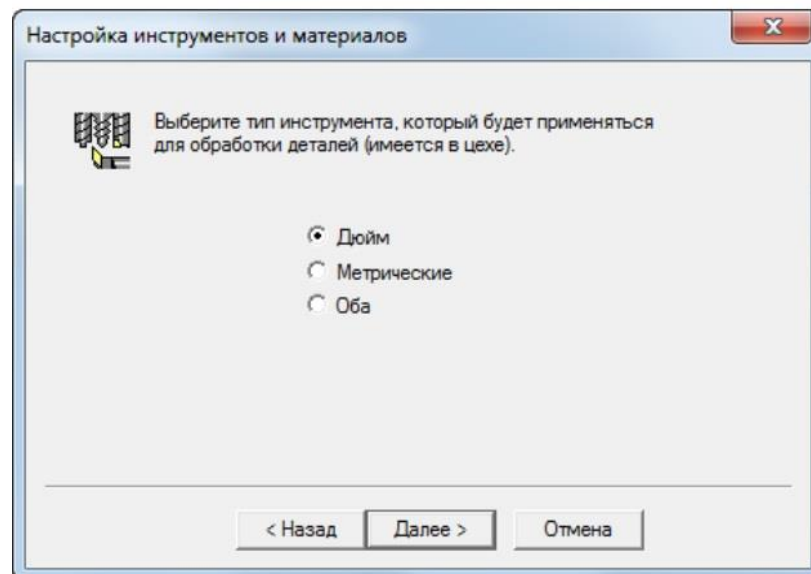 Настройка инструментов и материалов
Выберите тип инструмента, который будет применяться
для обработки деталей (имеется в цехе).
Дюйм
Метрические
Оба
< Назад
Далее >
Отмена